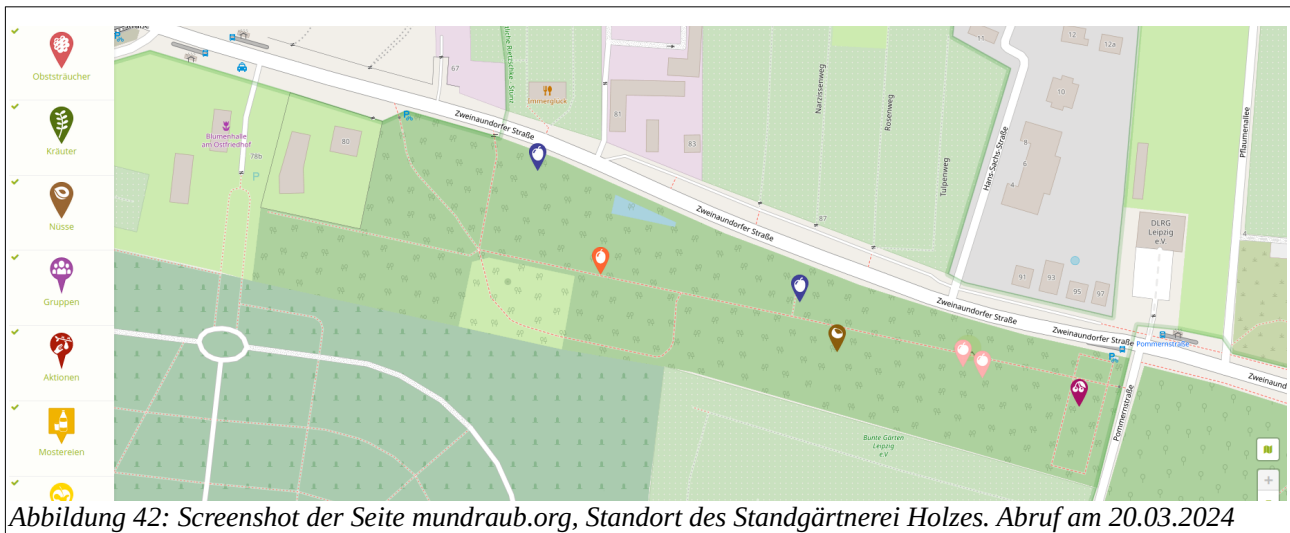 Obststräucher
Kräuter
Nüsse
Gruppen
Aktionen
Mostereien
67
Immenglück
81
83
Zweinaundorfer Straße
Blumenhalle
am Ostfriedhof
78b
P
80
Narzissenweg
Rosenweg
Tulpenweg
87
Zweinaundorfer Straße
11
12
12a
10
8
6
4
Hans-Sachs-Straße
Pflaumenallee
DLRG
Leipzig
e.V.
4
91
93
95
97
Zweinaundorfer Straße
Zweinaundorfer Straße
Pommernstraße
Zweinaund
Pommernstraße
Bunte Gärten
Leipzig
e.V.
+
Abbildung 42: Screenshot der Seite mundraub.org, Standort des Standgärtnerei Holzes. Abruf am 20.03.2024